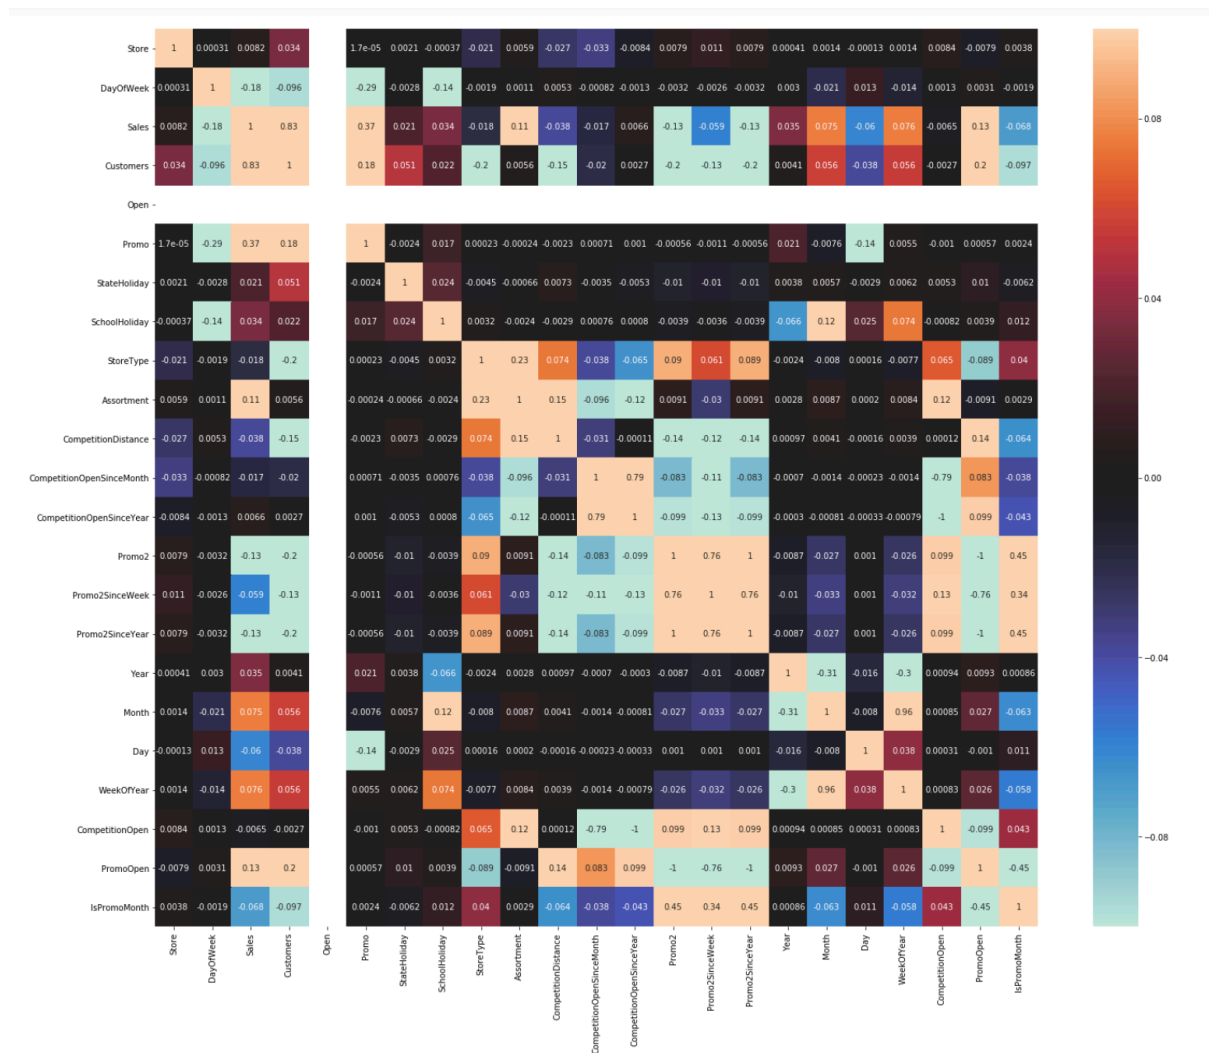 Store 1 0.00031 0.0082 0.034 1.7e-05 0.0021 -0.00037 -0.021 0.0059 -0.027 -0.033 -0.0084 0.0079 0.011 0.0079 0.00041 0.0014 -0.00013 0.0014 0.0084 -0.0079 0.0038
DayOfWeek 0.00031 1 -0.18 -0.096 -0.29 -0.0028 -0.14 -0.0019 0.0011 0.0053 -0.00082 -0.0013 -0.0032 -0.0026 -0.0032 0.003 -0.021 0.013 -0.014 0.0013 0.0031 -0.0019
0.08
Sales 0.0082 -0.18 1 0.83 0.37 0.021 0.034 -0.018 0.11 -0.038 -0.017 0.0066 -0.13 -0.059 -0.13 0.035 0.075 -0.06 0.076 -0.0065 0.13 -0.068
Customers 0.034 -0.096 0.83 1 0.18 0.051 0.022 -0.2 0.0056 -0.15 -0.02 0.0027 -0.2 -0.13 -0.2 0.0041 0.056 -0.038 0.056 -0.0027 0.2 -0.097
Open
Promo 1.7e-05 -0.29 0.37 0.18 1 -0.0024 0.017 0.00023 -0.00024 -0.0023 0.00071 0.001 -0.00056 -0.0011 -0.00056 0.021 -0.0076 -0.14 0.0055 -0.001 0.00057 0.0024
StateHoliday 0.0021 -0.0028 0.021 0.051 -0.0024 1 0.024 -0.0045 -0.00066 0.0073 -0.0035 -0.0053 -0.01 -0.01 -0.01 0.0038 0.0057 -0.0029 0.0062 0.0053 0.01 -0.0062
0.04
SchoolHoliday -0.00037 -0.14 0.034 0.022 0.017 0.024 1 0.0032 -0.0024 -0.0029 0.00076 0.0008 -0.0039 -0.0036 -0.0039 -0.066 0.12 0.025 0.074 -0.00082 0.0039 0.012
StoreType -0.021 -0.0019 -0.018 -0.2 0.00023 -0.0045 0.0032 1 0.23 0.074 -0.038 -0.065 0.09 0.061 0.089 -0.0024 -0.008 0.00016 -0.0077 0.065 -0.089 0.04
Assortment 0.0059 0.0011 0.11 0.0056 -0.00024 -0.00066 -0.0024 0.23 1 0.15 -0.096 -0.12 0.0091 -0.03 0.0091 0.0028 0.0087 0.0002 0.0084 0.12 -0.0091 0.0029
CompetitionDistance -0.027 0.0053 -0.038 -0.15 -0.0023 0.0073 -0.0029 0.074 0.15 1 -0.031 -0.00011 -0.14 -0.12 -0.14 0.00097 0.0041 -0.00016 0.0039 0.00012 0.14 -0.064
CompetitionOpenSinceMonth -0.033 -0.00082 -0.017 -0.02 0.00071 -0.0035 0.00076 -0.038 -0.096 -0.031 1 0.79 -0.083 -0.11 -0.083 -0.0007 -0.0014 -0.00023 -0.0014 -0.79 0.083 -0.038
0.00
CompetitionOpenSinceYear -0.0084 -0.0013 0.0066 0.0027 0.001 -0.0053 0.0008 -0.065 -0.12 -0.00011 0.79 1 -0.099 -0.13 -0.099 -0.0003 -0.00081 -0.00033 -0.00079 -1 0.099 -0.043
Promo2 0.0079 -0.0032 -0.13 -0.2 -0.00056 -0.01 -0.0039 0.09 0.0091 -0.14 -0.083 -0.099 1 0.76 1 -0.0087 -0.027 0.001 -0.026 0.099 -1 0.45
Promo2SinceWeek 0.011 -0.0026 -0.059 -0.13 -0.0011 -0.01 -0.0036 0.061 -0.03 -0.12 -0.11 -0.13 0.76 1 0.76 -0.01 -0.033 0.001 -0.032 0.13 -0.76 0.34
Promo2SinceYear 0.0079 -0.0032 -0.13 -0.2 -0.00056 -0.01 -0.0039 0.089 0.0091 -0.14 -0.083 -0.099 1 0.76 1 -0.0087 -0.027 0.001 -0.026 0.099 -1 0.45
−0.04
Year 0.00041 0.003 0.035 0.0041 0.021 0.0038 -0.066 -0.0024 0.0028 0.00097 -0.0007 -0.0003 -0.0087 -0.01 -0.0087 1 -0.31 -0.016 -0.3 0.00094 0.0093 0.00086
Month 0.0014 -0.021 0.075 0.056 -0.0076 0.0057 0.12 -0.008 0.0087 0.0041 -0.0014 -0.00081 -0.027 -0.033 -0.027 -0.31 1 -0.008 0.96 0.00085 0.027 -0.063
Day -0.00013 0.013 -0.06 -0.038 -0.14 -0.0029 0.025 0.00016 0.0002 -0.00016 -0.00023 -0.00033 0.001 0.001 0.001 -0.016 -0.008 1 0.038 0.00031 -0.001 0.011
WeekOfYear 0.0014 -0.014 0.076 0.056 0.0055 0.0062 0.074 -0.0077 0.0084 0.0039 -0.0014 -0.00079 -0.026 -0.032 -0.026 -0.3 0.96 0.038 1 0.00083 0.026 -0.058
CompetitionOpen 0.0084 0.0013 -0.0065 -0.0027 -0.001 0.0053 -0.00082 0.065 0.12 0.00012 -0.79 -1 0.099 0.13 0.099 0.00094 0.00085 0.00031 0.00083 1 -0.099 0.043
−0.08
PromoOpen -0.0079 0.0031 0.13 0.2 0.00057 0.01 0.0039 -0.089 -0.0091 0.14 0.083 0.099 -1 -0.76 -1 0.0093 0.027 -0.001 0.026 -0.099 1 -0.45
IsPromoMonth 0.0038 -0.0019 -0.068 -0.097 0.0024 -0.0062 0.012 0.04 0.0029 -0.064 -0.038 -0.043 0.45 0.34 0.45 0.00086 -0.063 0.011 -0.058 0.043 -0.45 1
Store
DayOfWeek
Sales
Customers
Open
Promo
StateHoliday
SchoolHoliday
StoreType
Assortment
CompetitionDistance
CompetitionOpenSinceMonth
CompetitionOpenSinceYear
Promo2
Promo2SinceWeek
Promo2SinceYear
Year
Month
Day
WeekOfYear
CompetitionOpen
PromoOpen
IsPromoMonth